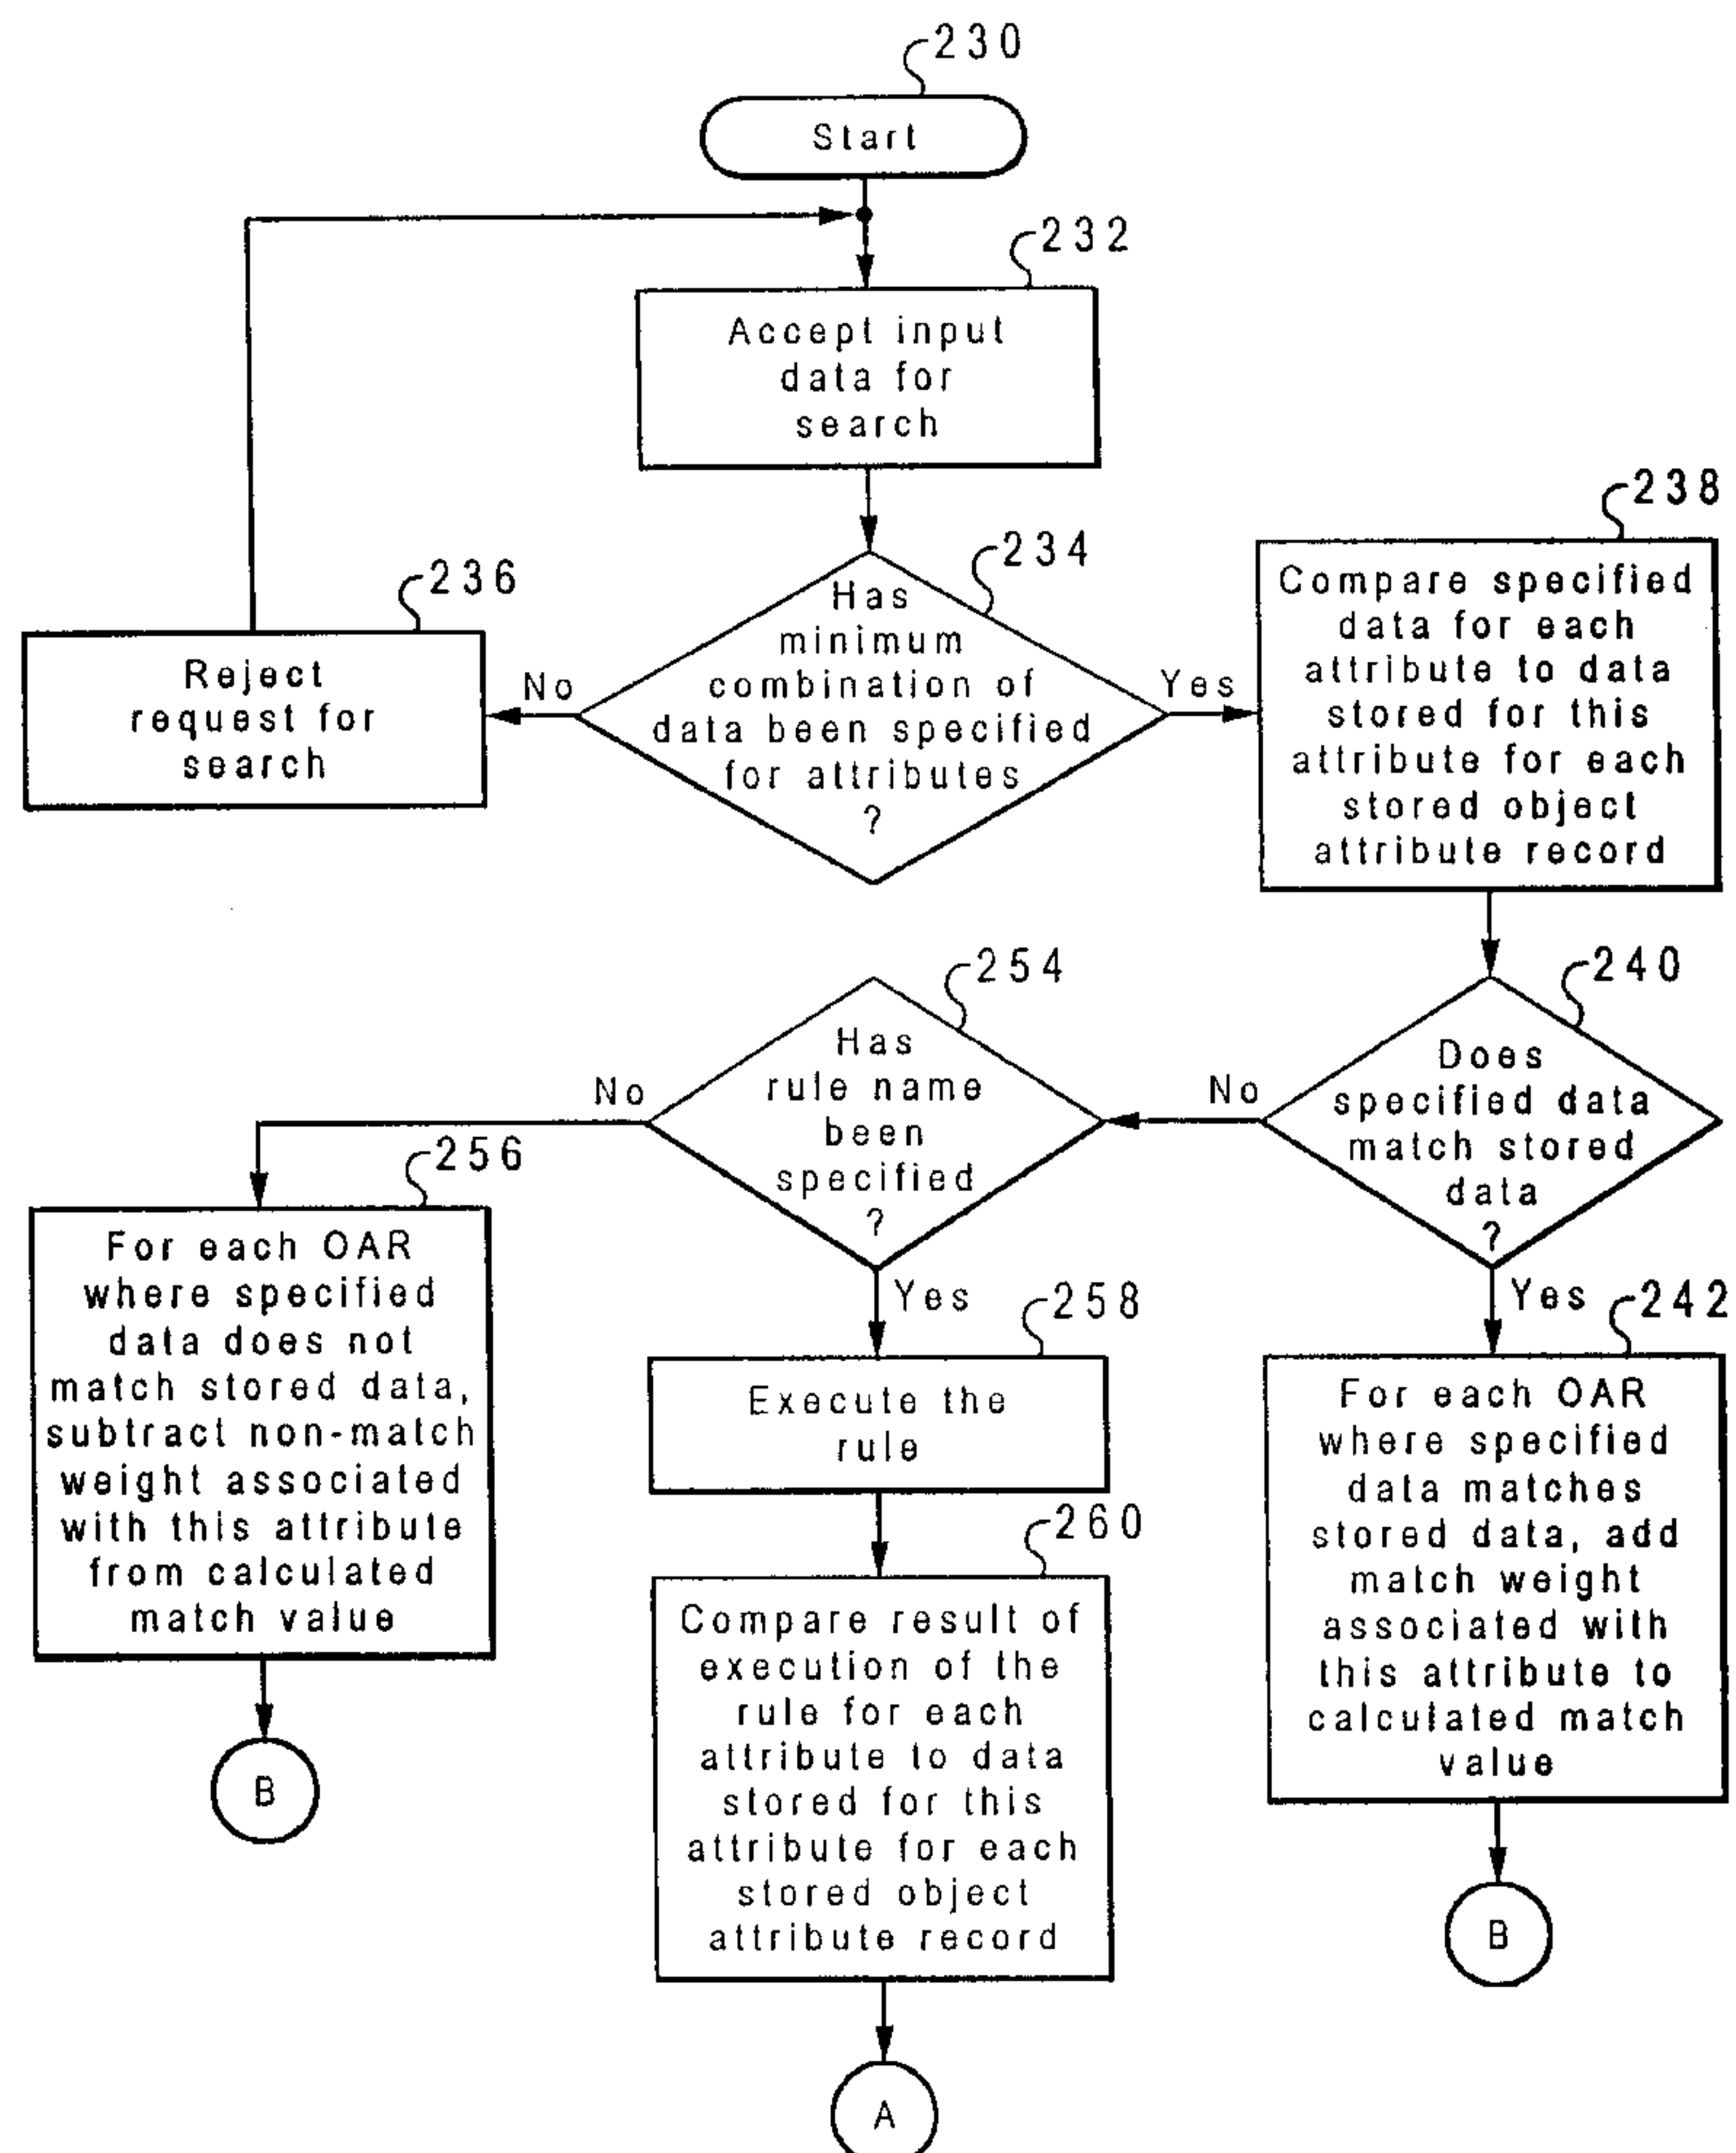 230
Start
232
Accept input
data for
search
234
Has
minimum
combination of
data been specified
for attributes
?
No
Yes
236
Reject
request for
search
238
Compare specified
data for each
attribute to data
stored for this
attribute for each
stored object
attribute record
240
Does
specified data
match stored
data
?
No
Yes
254
Has
rule name
been
specified
?
No
Yes
256
For each OAR
where specified
data does not
match stored data,
subtract non-match
weight associated
with this attribute
from calculated
match value
B
258
Execute the
rule
260
Compare result of
execution of the
rule for each
attribute to data
stored for this
attribute for each
stored object
attribute record
A
242
For each OAR
where specified
data matches
stored data, add
match weight
associated with
this attribute to
calculated match
value
B